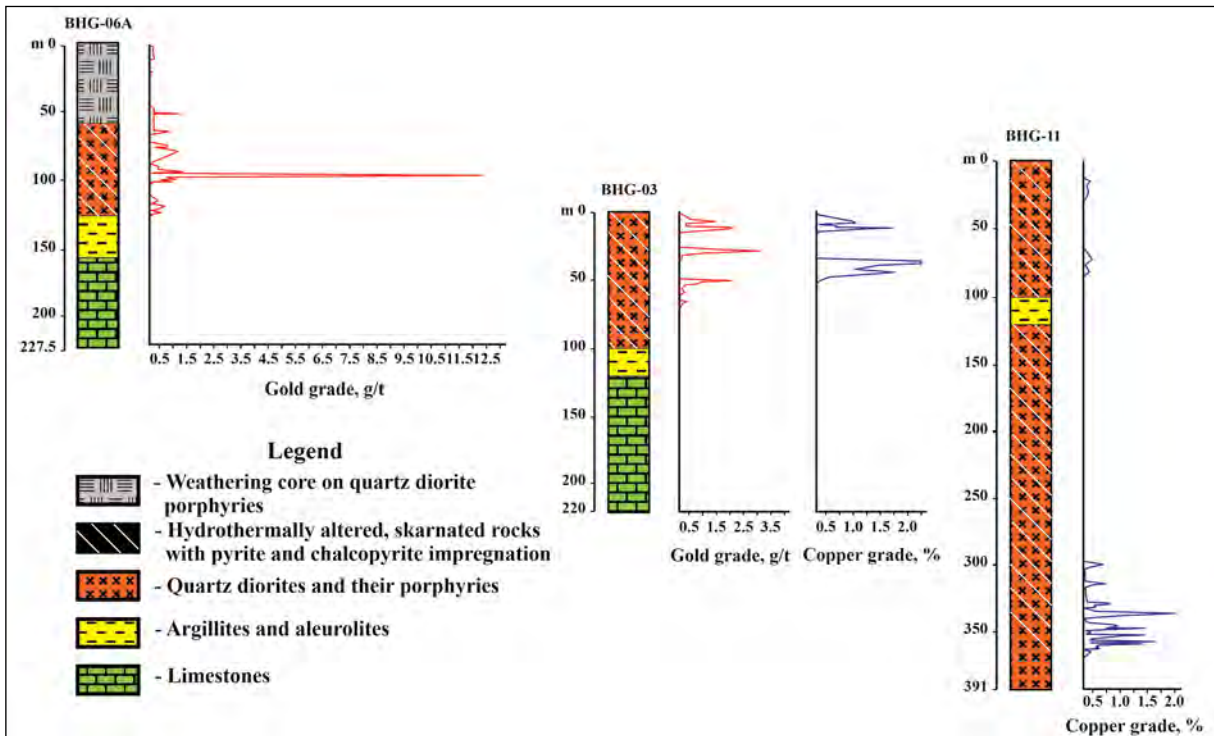 BHG-06A
m 0
50
100
150
200
227.5
0.5 1.5 2.5 3.5 4.5 5.5 6.5 7.5 8.5 9.5 10.5 11.5 12.5
Gold grade, g/t
BHG-03
m 0
50
100
150
200
220
0.5 1.5 2.5 3.5
Gold grade, g/t
0.5 1.0 1.5 2.0
Copper grade, %
BHG-11
m 0
50
100
150
200
250
300
350
391
0.5 1.0 1.5 2.0
Copper grade, %
Legend
- Weathering core on quartz diorite
porphyries
- Hydrothermally altered, skarnated rocks
with pyrite and chalcopyrite impregnation
- Quartz diorites and their porphyries
- Argillites and aleurolites
- Limestones